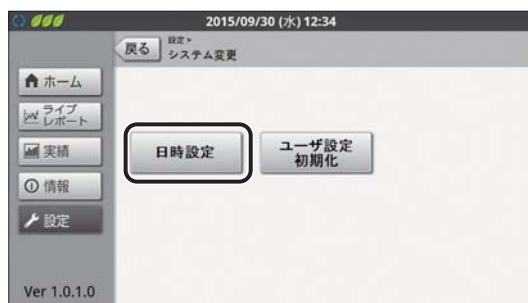 2015/09/30 (水) 12:34
戻る
設定>
システム変更
ホーム
ライブ
レポート
実績
情報
設定
日時設定
ユーザ設定
初期化
Ver 1.0.1.0